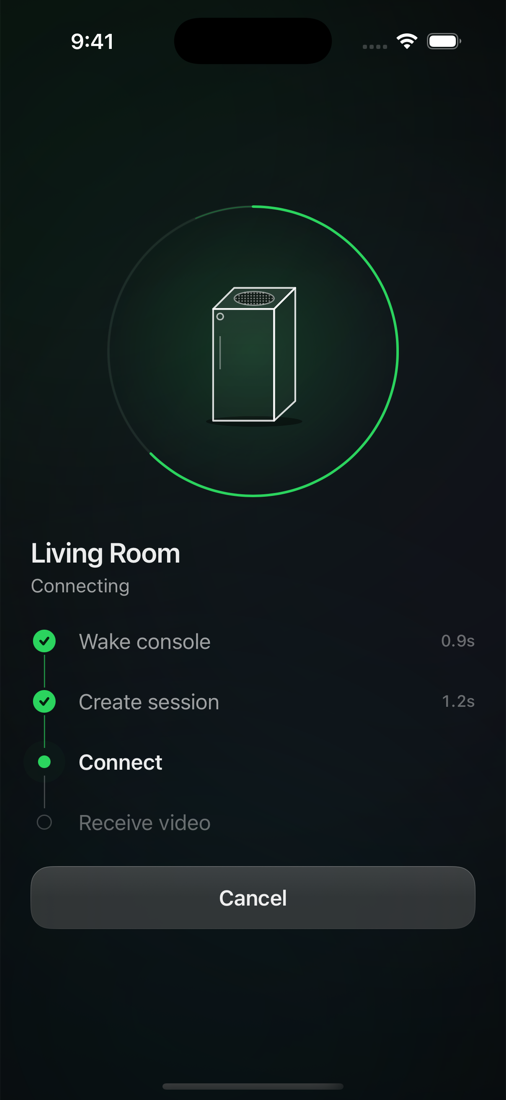 9:41
Living Room
Connecting
Wake console 0.9s
Create session 1.2s
Connect
Receive video
Cancel